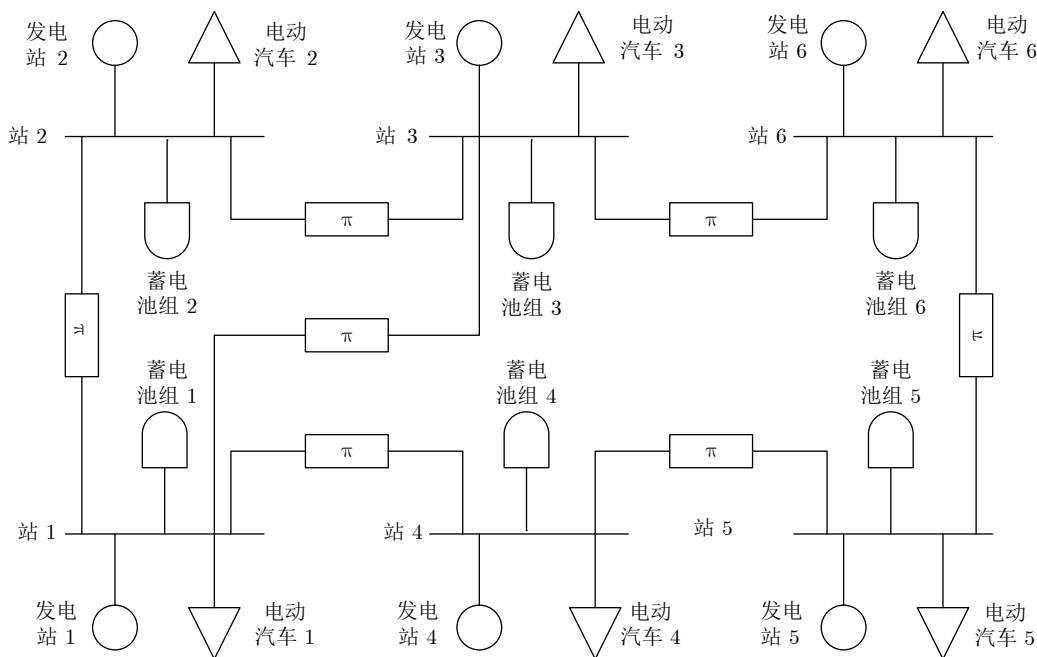 发电
站 2
电动
汽车 2
发电
站 3
电动
汽车 3
发电
站 6
电动
汽车 6
站 2
站 3
站 6
π
π
蓄电
池组 2
蓄电
池组 3
蓄电
池组 6
π
π
π
蓄电
池组 1
蓄电
池组 4
蓄电
池组 5
π
π
站 1
站 4
站 5
发电
站 1
电动
汽车 1
发电
站 4
电动
汽车 4
发电
站 5
电动
汽车 5